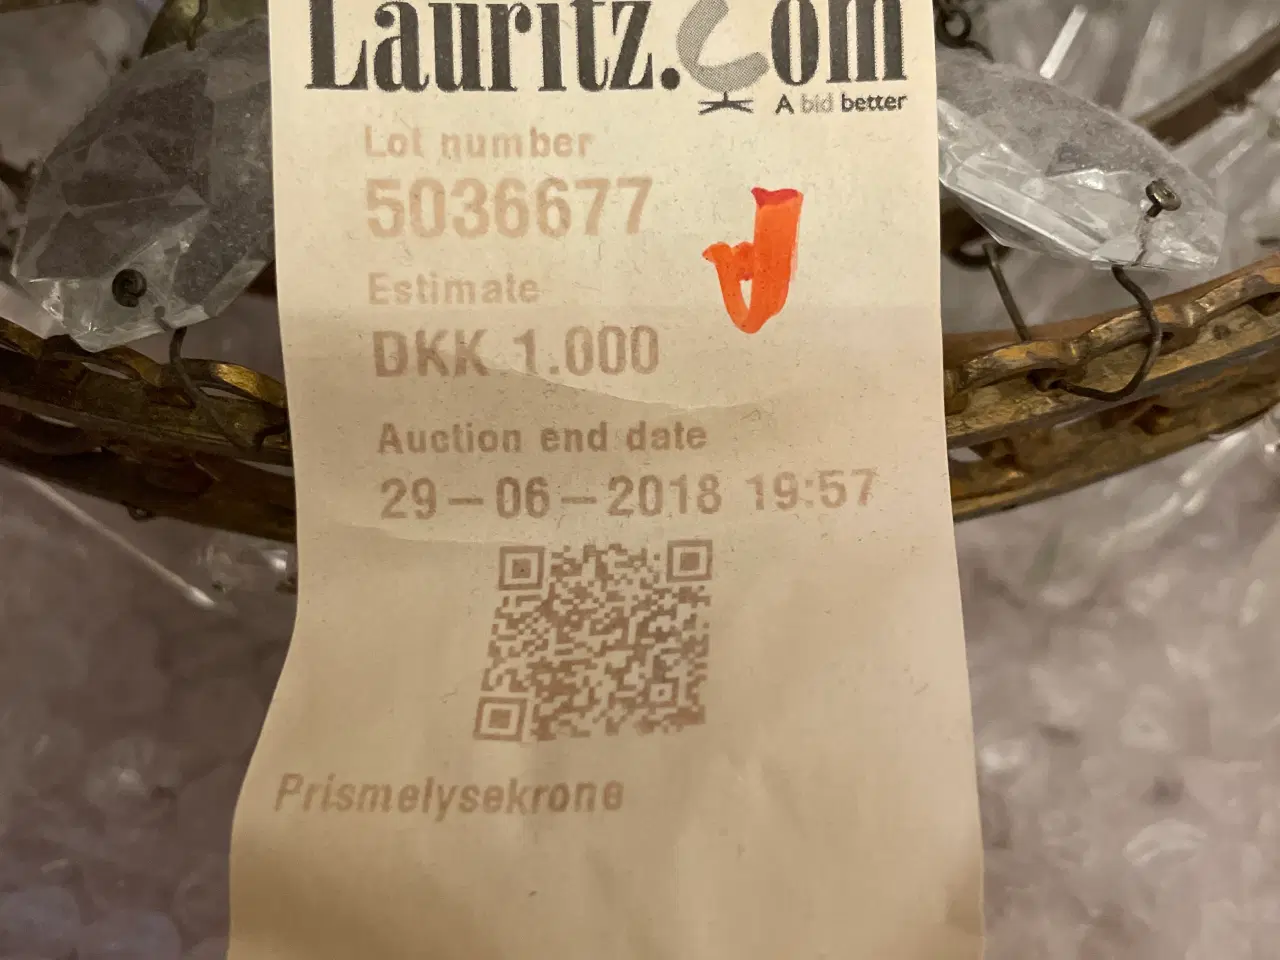 Lauritz.Com
A bid better
Lot number
5036677
Estimate
DKK 1.000
Auction end date
29-06-2018 19:57
Prismelysekrone